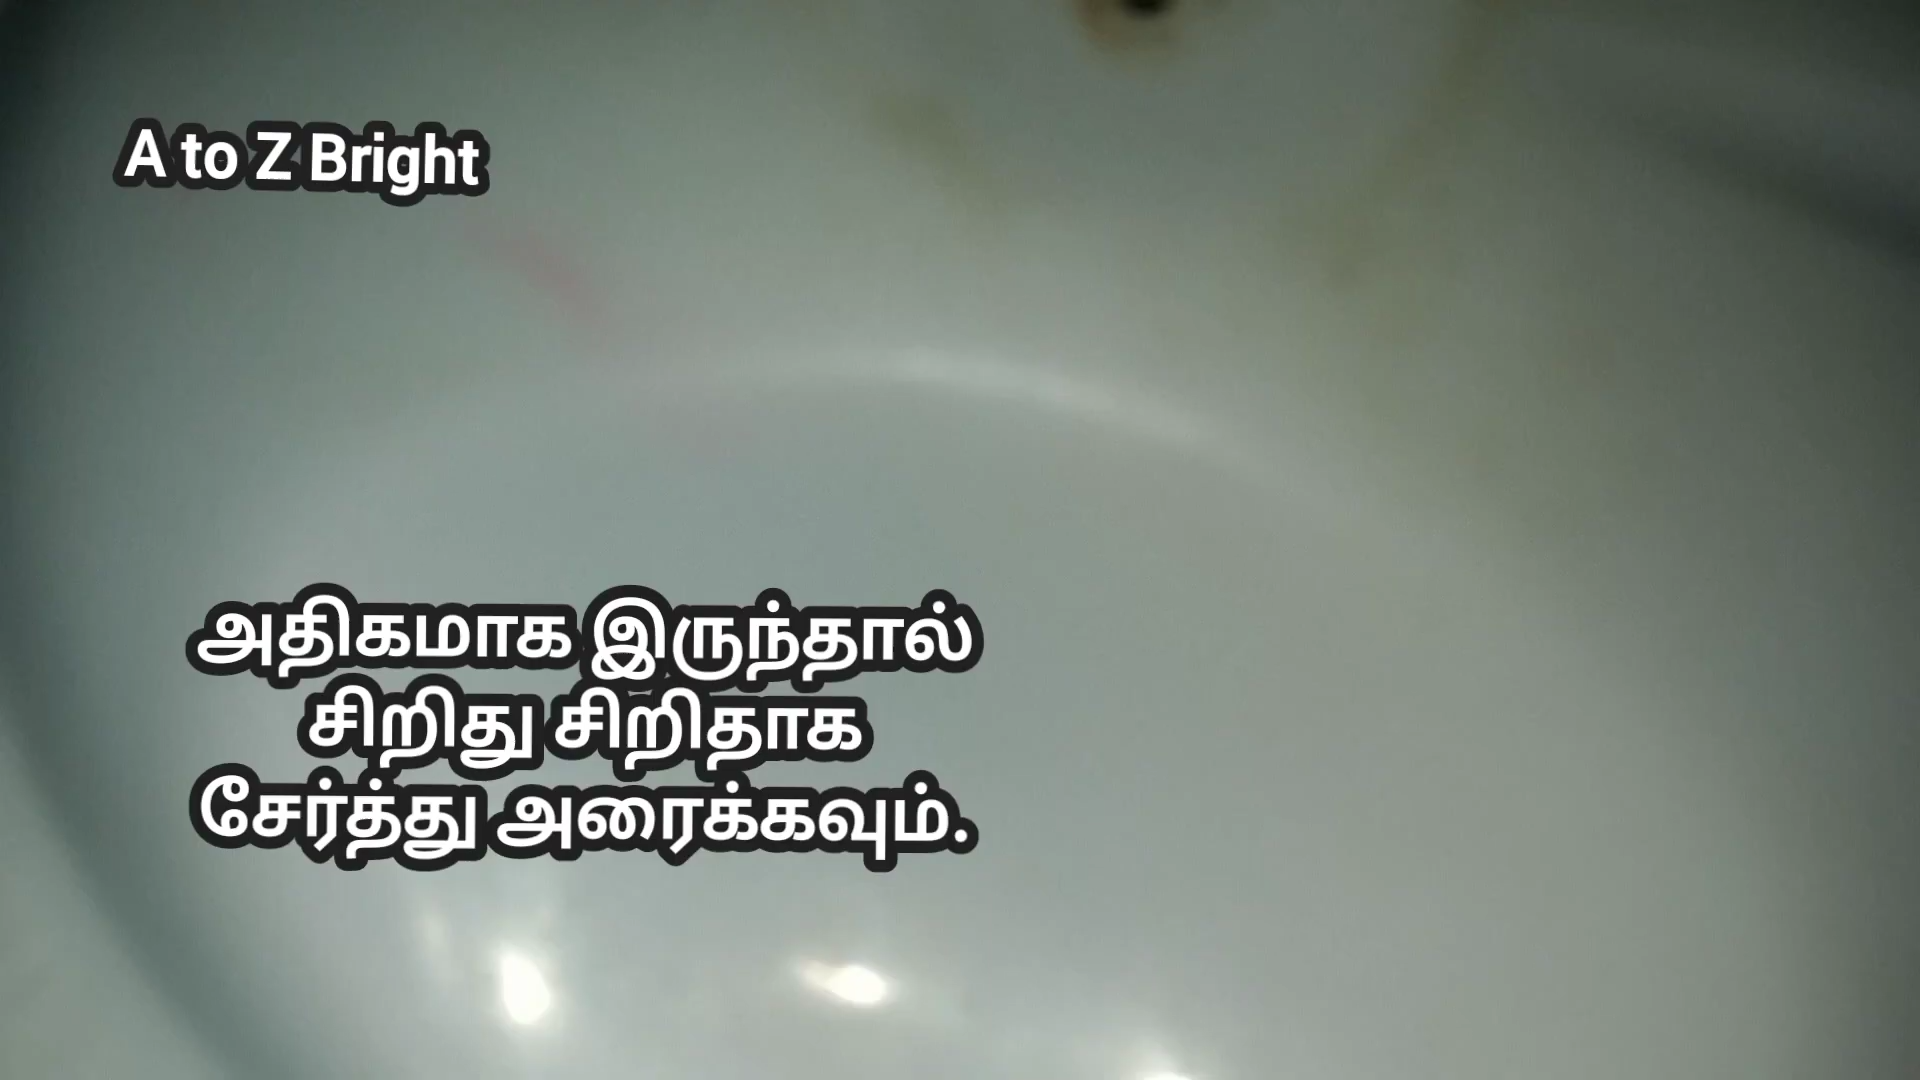 A to Z Bright
அதிகமாக இருந்தால்
சிறிது சிறிதாக
சேர்த்து அரைக்கவும்.